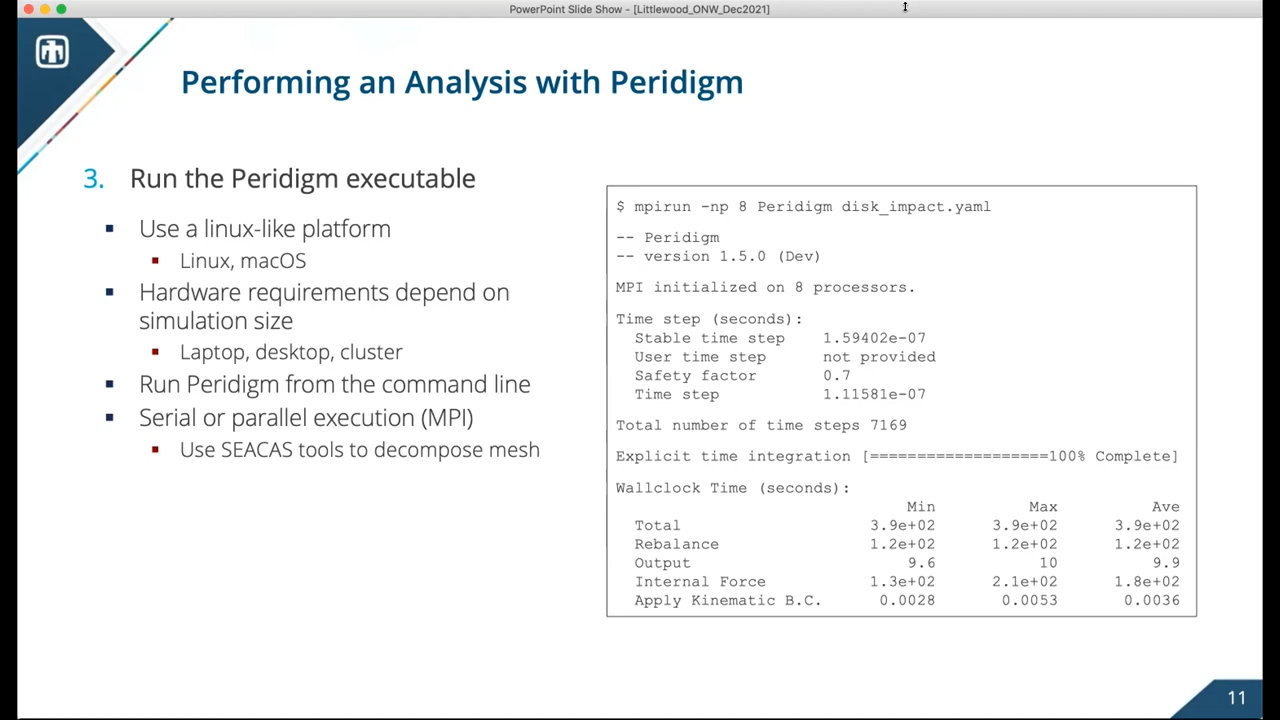 PowerPoint Slide Show - [Littlewood_ONW_Dec2021]
Performing an Analysis with Peridigm
3. Run the Peridigm executable
Use a linux-like platform
Linux, macOS
Hardware requirements depend on
simulation size
Laptop, desktop, cluster
Run Peridigm from the command line
Serial or parallel execution (MPI)
Use SEACAS tools to decompose mesh
$ mpirun -np 8 Peridigm disk_impact.yaml
-- Peridigm
-- version 1.5.0 (Dev)
MPI initialized on 8 processors.
Time step (seconds):
Stable time step 1.59402e-07
User time step not provided
Safety factor 0.7
Time step 1.11581e-07
Total number of time steps 7169
Explicit time integration [===================100% Complete]
Wallclock Time (seconds):
Min Max Ave
Total 3.9e+02 3.9e+02 3.9e+02
Rebalance 1.2e+02 1.2e+02 1.2e+02
Output 9.6 10 9.9
Internal Force 1.3e+02 2.1e+02 1.8e+02
Apply Kinematic B.C. 0.0028 0.0053 0.0036
11